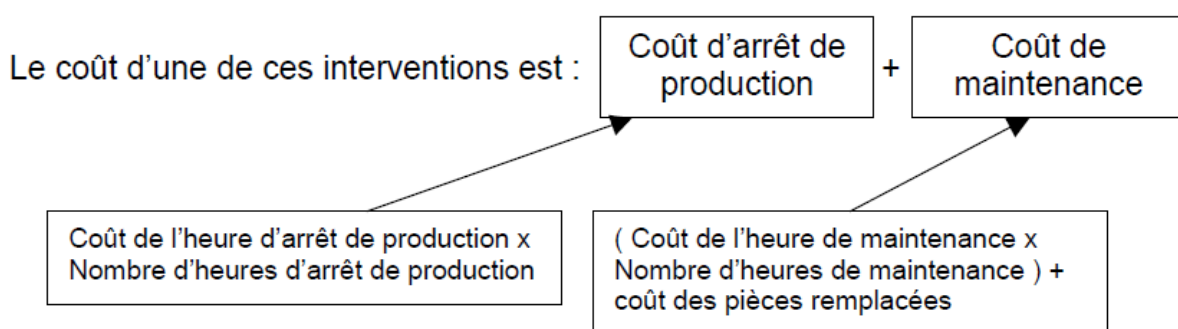 Le coût d'une de ces interventions est :
Coût d'arrêt de
production
+
Coût de
maintenance
Coût de l'heure d'arrêt de production x
Nombre d'heures d'arrêt de production
( Coût de l'heure de maintenance x
Nombre d'heures de maintenance ) +
coût des pièces remplacées